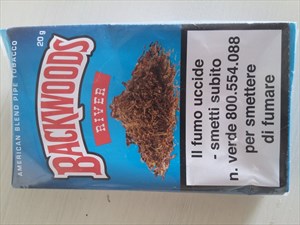 AMERICAN BLEND PIPE TOBACCO 20g
BACKWOODS
RIVER
Il fumo uccide
- smetti subito
n. verde 800.554.088
per smettere
di fumare